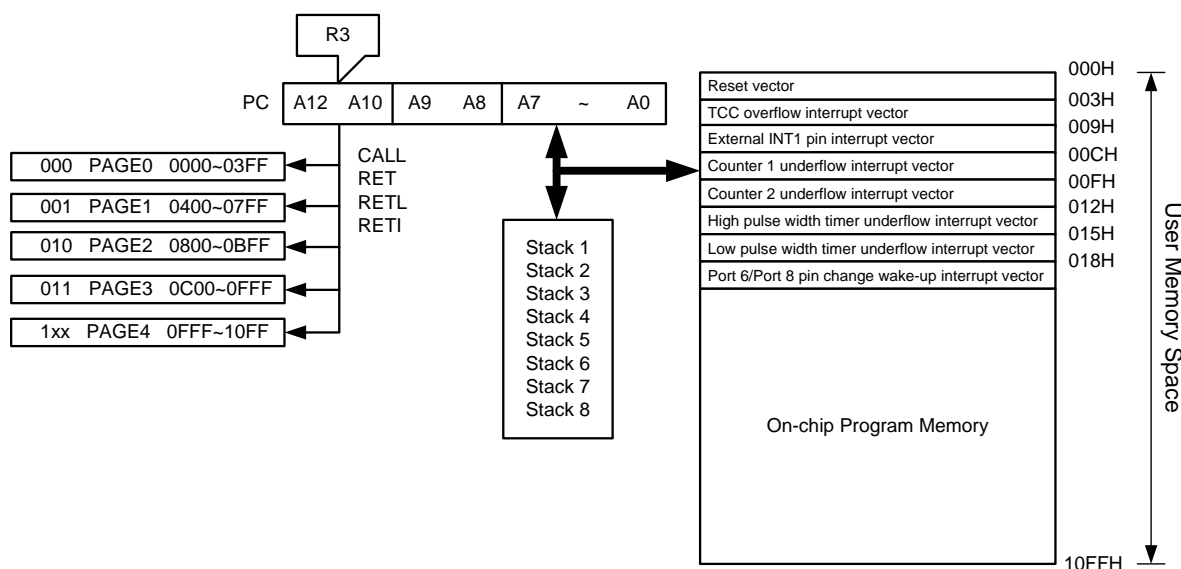 R3
PC A12 A10 A9 A8 A7 ~ A0
000 PAGE0 0000~03FF
001 PAGE1 0400~07FF
010 PAGE2 0800~0BFF
011 PAGE3 0C00~0FFF
1xx PAGE4 0FFF~10FF
CALL
RET
RETL
RETI
Stack 1
Stack 2
Stack 3
Stack 4
Stack 5
Stack 6
Stack 7
Stack 8
000H
Reset vector
003H
TCC overflow interrupt vector
009H
External INT1 pin interrupt vector
00CH
Counter 1 underflow interrupt vector
00FH
Counter 2 underflow interrupt vector
012H
High pulse width timer underflow interrupt vector
015H
Low pulse width timer underflow interrupt vector
018H
Port 6/Port 8 pin change wake-up interrupt vector
On-chip Program Memory
10FFH
User Memory Space